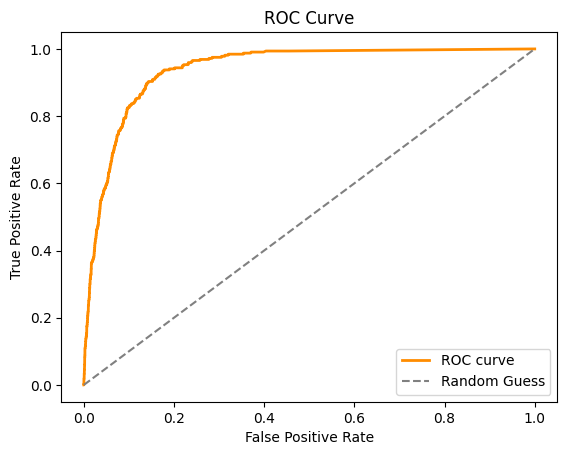 ROC Curve
True Positive Rate
1.0
0.8
0.6
0.4
0.2
0.0
0.0 0.2 0.4 0.6 0.8 1.0
False Positive Rate
ROC curve
Random Guess